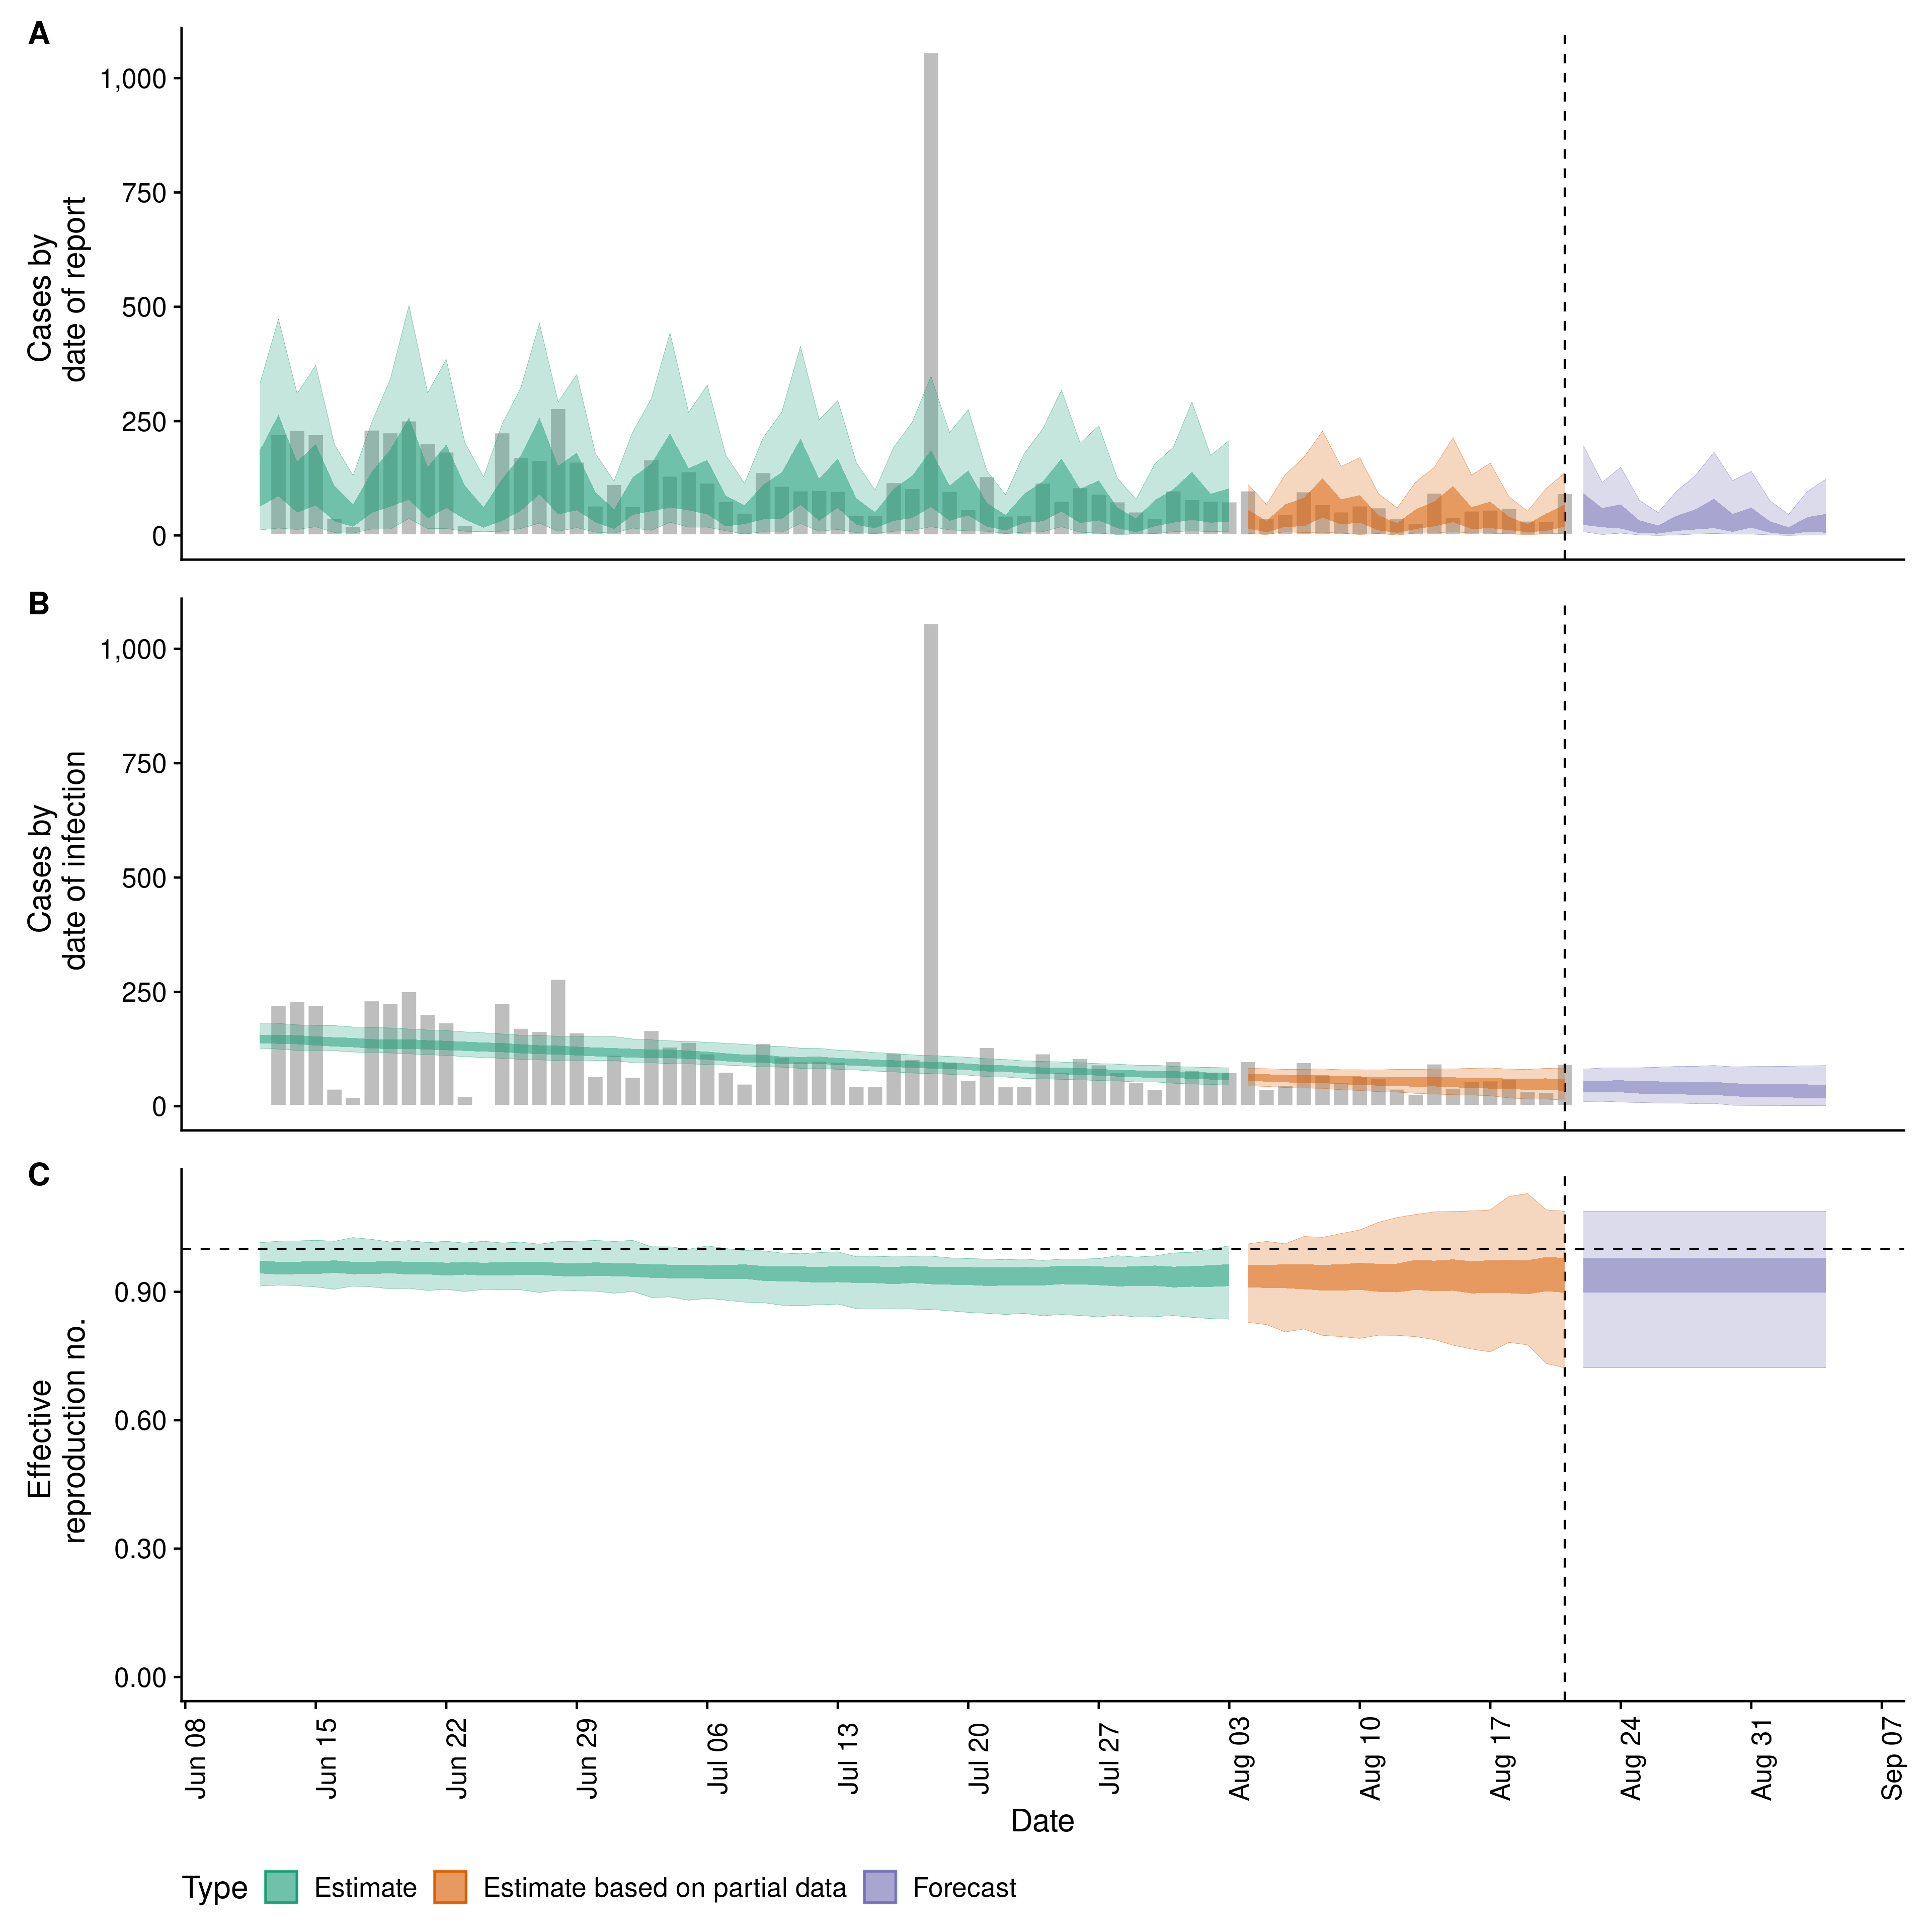 A
Cases by
date of report
1,000
750
500
250
0
B
Cases by
date of infection
1,000
750
500
250
0
C
Effective
reproduction no.
0.90
0.60
0.30
0.00
Jun 08
Jun 15
Jun 22
Jun 29
Jul 06
Jul 13
Jul 20
Jul 27
Aug 03
Aug 10
Aug 17
Aug 24
Aug 31
Sep 07
Date
Type Estimate Estimate based on partial data Forecast